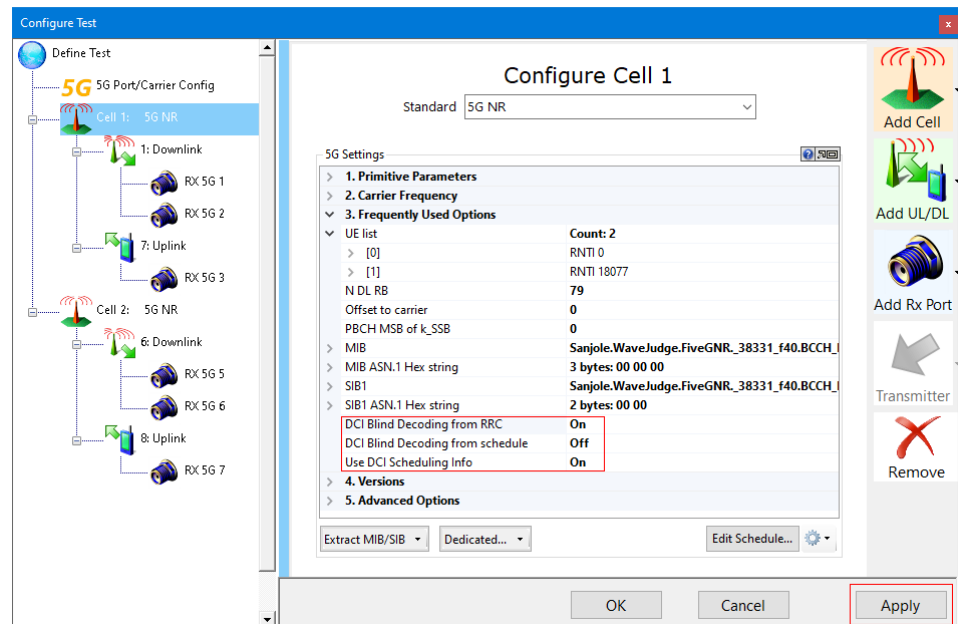 Configure Test
x
Define Test
5G 5G Port/Carrier Config
Cell 1: 5G NR
1: Downlink
RX 5G 1
RX 5G 2
7: Uplink
RX 5G 3
Cell 2: 5G NR
6: Downlink
RX 5G 5
RX 5G 6
8: Uplink
RX 5G 7
Configure Cell 1
Standard 5G NR
5G Settings
1. Primitive Parameters
2. Carrier Frequency
3. Frequently Used Options
UE list Count: 2
[0] RNTI 0
[1] RNTI 18077
N DL RB 79
Offset to carrier 0
PBCH MSB of k_SSB 0
MIB Sanjole.WaveJudge.FiveGNR._38331_f40.BCCH_
MIB ASN.1 Hex string 3 bytes: 00 00 00
SIB1 Sanjole.WaveJudge.FiveGNR._38331_f40.BCCH_
SIB1 ASN.1 Hex string 2 bytes: 00 00
DCI Blind Decoding from RRC On
DCI Blind Decoding from schedule Off
Use DCI Scheduling Info On
4. Versions
5. Advanced Options
Extract MIB/SIB
Dedicated...
Edit Schedule...
OK
Cancel
Apply
Add Cell
Add UL/DL
Add Rx Port
Transmitter
Remove